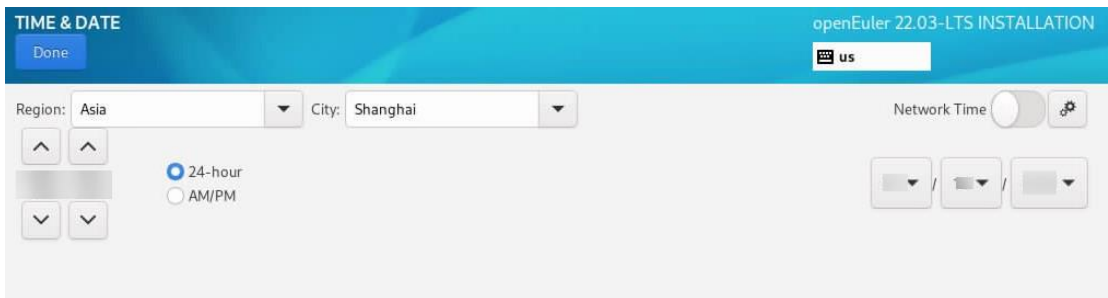 TIME & DATE
openEuler 22.03-LTS INSTALLATION
Done
us
Region: Asia City: Shanghai Network Time
24-hour
AM/PM
/ /